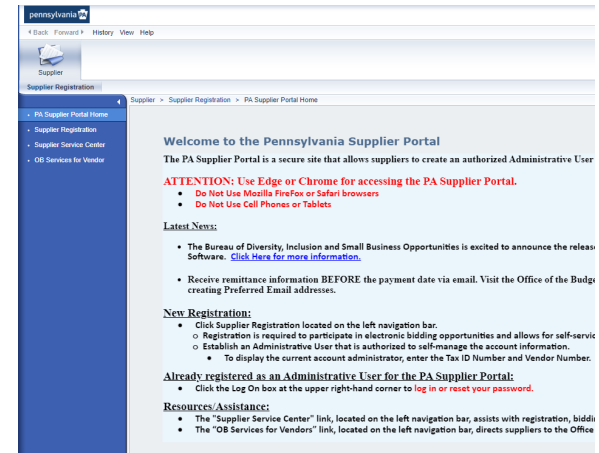 pennsylvania PA
Back Forward History View Help
Supplier
Supplier Registration
Supplier > Supplier Registration > PA Supplier Portal Home
• PA Supplier Portal Home
• Supplier Registration
• Supplier Service Center
• OB Services for Vendor
Welcome to the Pennsylvania Supplier Portal
The PA Supplier Portal is a secure site that allows suppliers to create an authorized Administrative User
ATTENTION: Use Edge or Chrome for accessing the PA Supplier Portal.
• Do Not Use Mozilla FireFox or Safari browsers
• Do Not Use Cell Phones or Tablets
Latest News:
• The Bureau of Diversity, Inclusion and Small Business Opportunities is excited to announce the release
Software. Click Here for more information.
• Receive remittance information BEFORE the payment date via email. Visit the Office of the Budge
creating Preferred Email addresses.
New Registration:
• Click Supplier Registration located on the left navigation bar.
o Registration is required to participate in electronic bidding opportunities and allows for self-servic
o Establish an Administrative User that is authorized to self-manage the account information.
• To display the current account administrator, enter the Tax ID Number and Vendor Number.
Already registered as an Administrative User for the PA Supplier Portal:
• Click the Log On box at the upper right-hand corner to log in or reset your password.
Resources/Assistance:
• The "Supplier Service Center" link, located on the left navigation bar, assists with registration, biddi
• The "OB Services for Vendors" link, located on the left navigation bar, directs suppliers to the Office